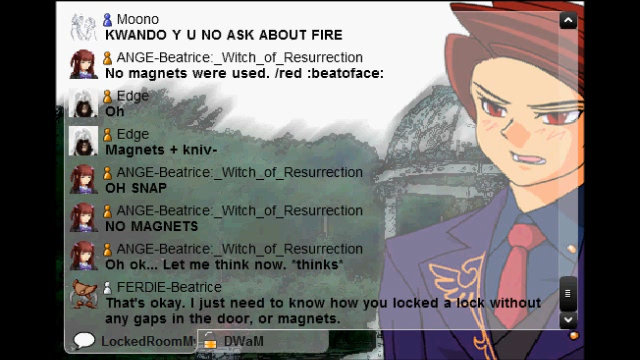 Moono
KWANDO Y U NO ASK ABOUT FIRE
ANGE-Beatrice:_Witch_of_Resurrection
No magnets were used. /red :beatoface:
Edge
Oh
Edge
Magnets + kniv-
ANGE-Beatrice:_Witch_of_Resurrection
OH SNAP
ANGE-Beatrice:_Witch_of_Resurrection
NO MAGNETS
ANGE-Beatrice:_Witch_of_Resurrection
Oh ok... Let me think now. *thinks*
FERDIE-Beatrice
That's okay. I just need to know how you locked a lock without
any gaps in the door, or magnets.
LockedRoomM DWaM